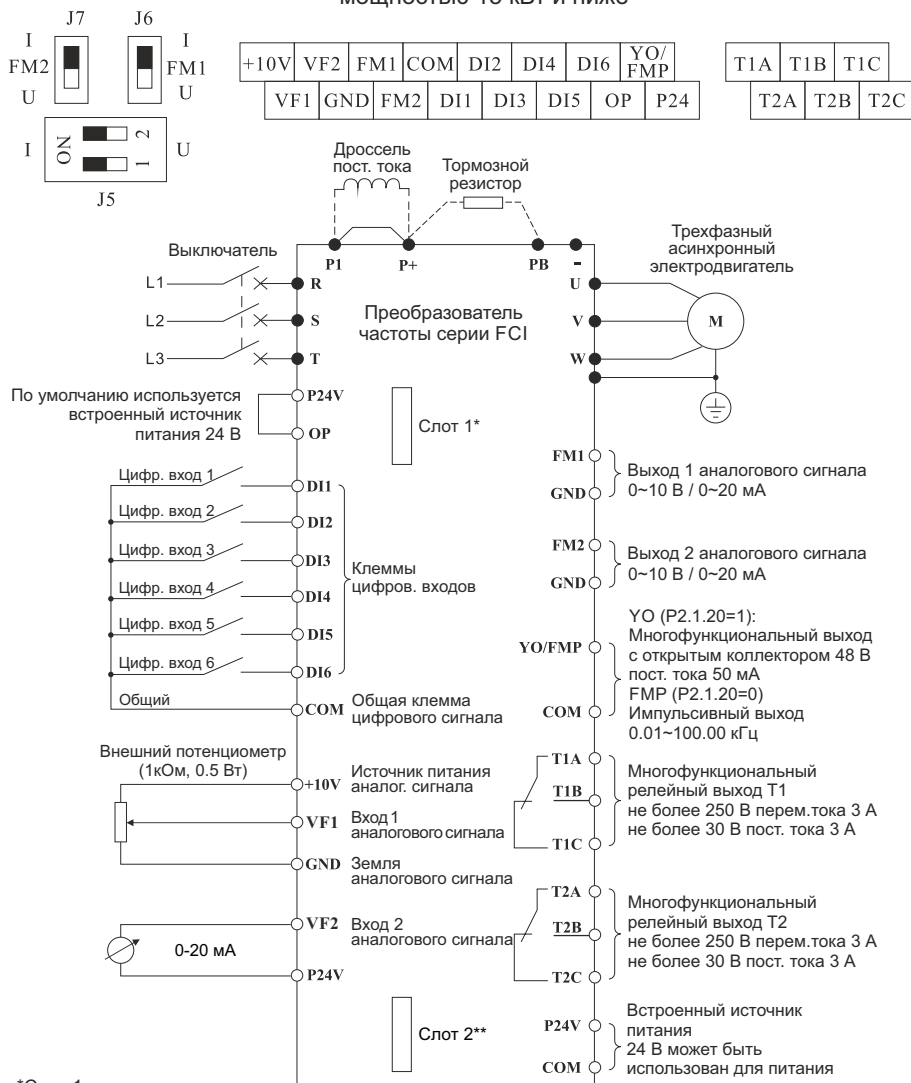 мощностью 15 кВт и ниже
J7 J6
I I
FM2 FM1
U U
+10V VF2 FM1 COM DI2 DI4 DI6 YO/FMP
VF1 GND FM2 DI1 DI3 DI5 OP P24
T1A T1B T1C
T2A T2B T2C
I ON 2 1 U
J5
Дроссель
пост. тока
Тормозной
резистор
P1 P+ PB -
Выключатель
L1 R
L2 S
L3 T
Преобразователь
частоты серии FCI
Трехфазный
асинхронный
электродвигатель
U
V
W
M
По умолчанию используется
встроенный источник
питания 24 В
P24V
OP
Слот 1*
Цифр. вход 1 DI1
Цифр. вход 2 DI2
Цифр. вход 3 DI3
Цифр. вход 4 DI4
Цифр. вход 5 DI5
Цифр. вход 6 DI6
Клеммы
цифров. входов
Общий COM
Общая клемма
цифрового сигнала
Внешний потенциометр
(1кОм, 0.5 Вт)
+10V Источник питания
аналог. сигнала
VF1 Вход 1
аналогового сигнала
GND Земля
аналогового сигнала
VF2 Вход 2
аналогового сигнала
0-20 мА
P24V
Слот 2**
FM1
GND
Выход 1 аналогового сигнала
0~10 В / 0~20 мА
FM2
GND
Выход 2 аналогового сигнала
0~10 В / 0~20 мА
YO/FMP
COM
YO (P2.1.20=1):
Многофункциональный выход
с открытым коллектором 48 В
пост. тока 50 мА
FMP (P2.1.20=0)
Импульсивный выход
0.01~100.00 кГц
T1A
T1B
T1C
Многофункциональный
релейный выход Т1
не более 250 В перем.тока 3 А
не более 30 В пост. тока 3 А
T2A
T2B
T2C
Многофункциональный
релейный выход Т2
не более 250 В перем.тока 3 А
не более 30 В пост. тока 3 А
P24V
COM
Встроенный источник
питания
24 В может быть
использован для питания